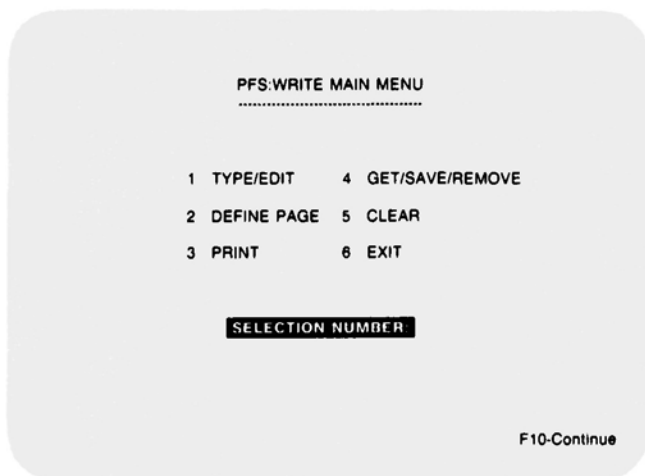 PFS:WRITE MAIN MENU
1 TYPE/EDIT 4 GET/SAVE/REMOVE
2 DEFINE PAGE 5 CLEAR
3 PRINT 6 EXIT
SELECTION NUMBER:
F10-Continue